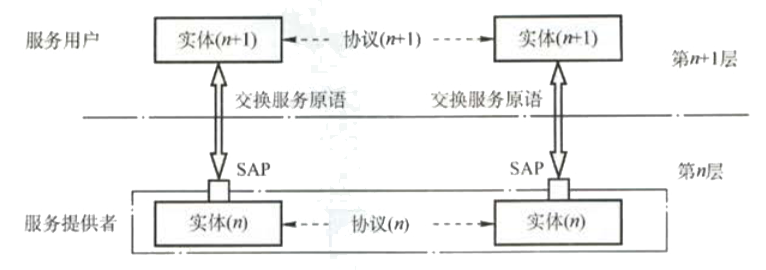 服务用户 实体(n+1) 协议(n+1) 实体(n+1)
第n+1层
交换服务原语 交换服务原语
SAP SAP 第n层
服务提供者 实体(n) 协议(n) 实体(n)